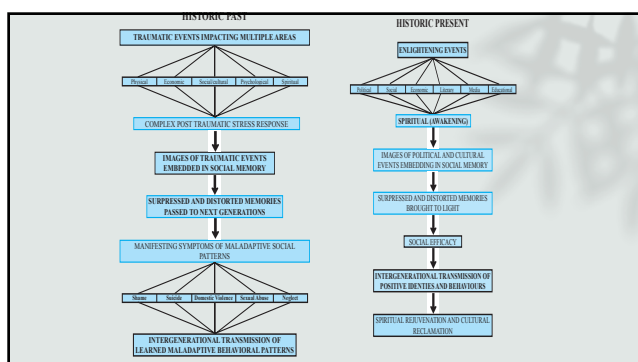 HISTORIC PAST
TRAUMATIC EVENTS IMPACTING MULTIPLE AREAS
Physical Economic Social/cultural Psychological Spiritual
COMPLEX POST TRAUMATIC STRESS RESPONSE
IMAGES OF TRAUMATIC EVENTS
EMBEDDED IN SOCIAL MEMORY
SURPRESSED AND DISTORTED MEMORIES
PASSED TO NEXT GENERATIONS
MANIFESTING SYMPTOMS OF MALADAPTIVE SOCIAL
PATTERNS
Shame Suicide Domestic Violence Sexual Abuse Neglect
INTERGENERATIONAL TRANSMISSION OF
LEARNED MALADAPTIVE BEHAVIORAL PATTERNS
HISTORIC PRESENT
ENLIGHTENING EVENTS
Political Social Economic Literary Media Educational
SPIRITUAL (AWAKENING)
IMAGES OF POLITICAL AND CULTURAL
EVENTS EMBEDDING IN SOCIAL MEMORY
SURPRESSED AND DISTORTED MEMORIES
BROUGHT TO LIGHT
SOCIAL EFFICACY
INTERGENERATIONAL TRANSMISSION OF
POSITIVE IDENTIES AND BEHAVIOURS
SPIRITUAL REJUVENATION AND CULTURAL
RECLAMATION